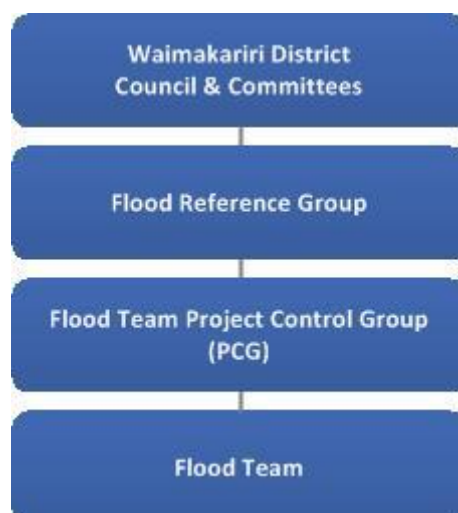 Waimakariri District
Council & Committees
Flood Reference Group
Flood Team Project Control Group
(PCG)
Flood Team